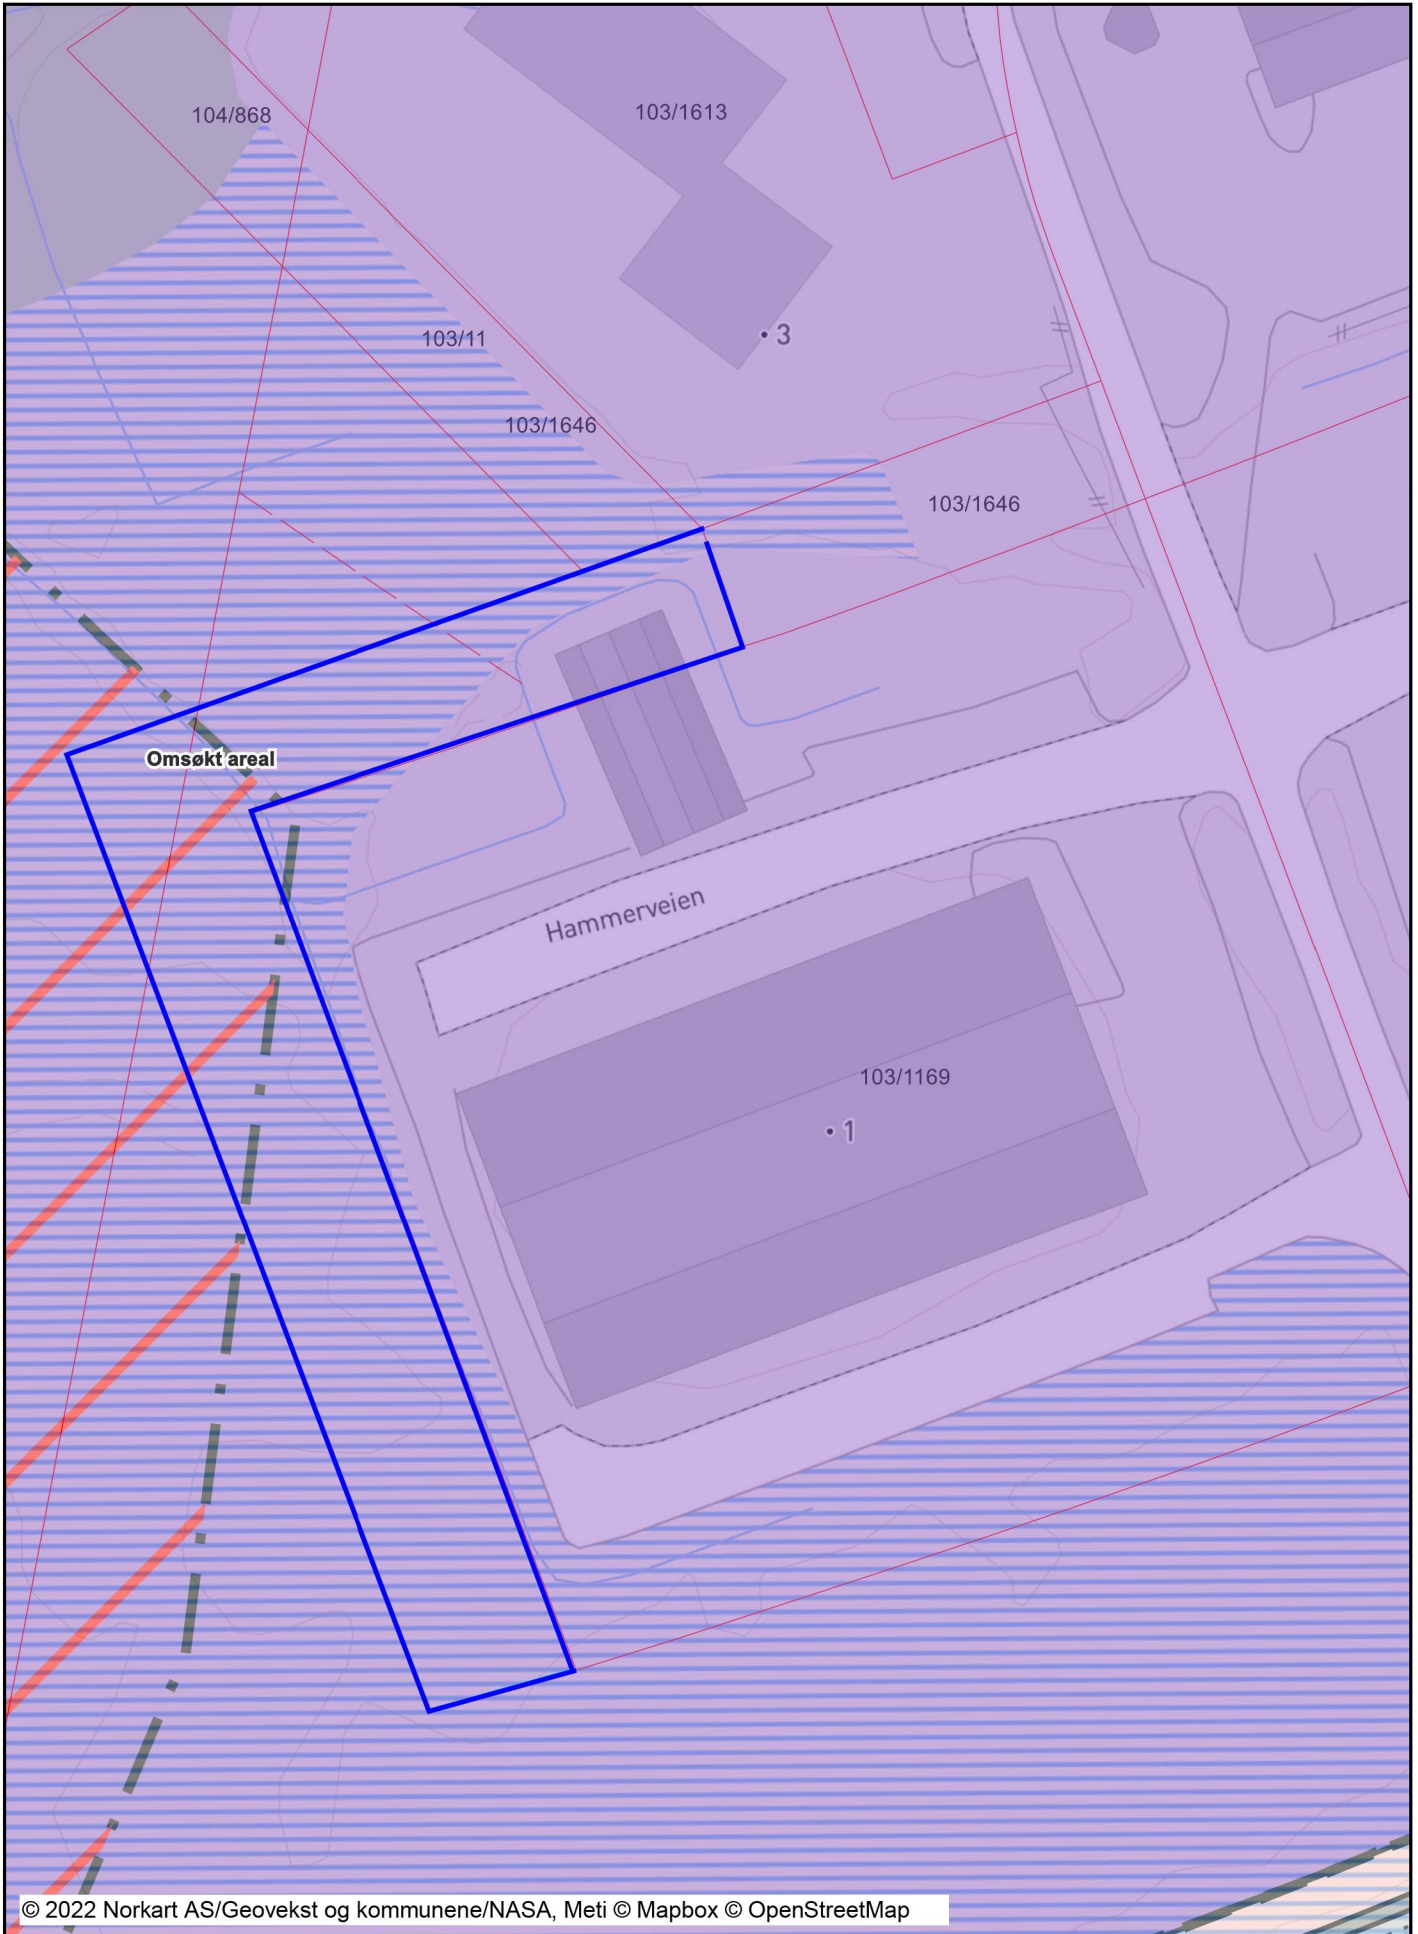 104/868
103/1613
103/11
• 3
103/1646
103/1646
Omsøkt areal
Hammerveien
103/1169
• 1
© 2022 Norkart AS/Geovekst og kommunene/NASA, Meti © Mapbox © OpenStreetMap